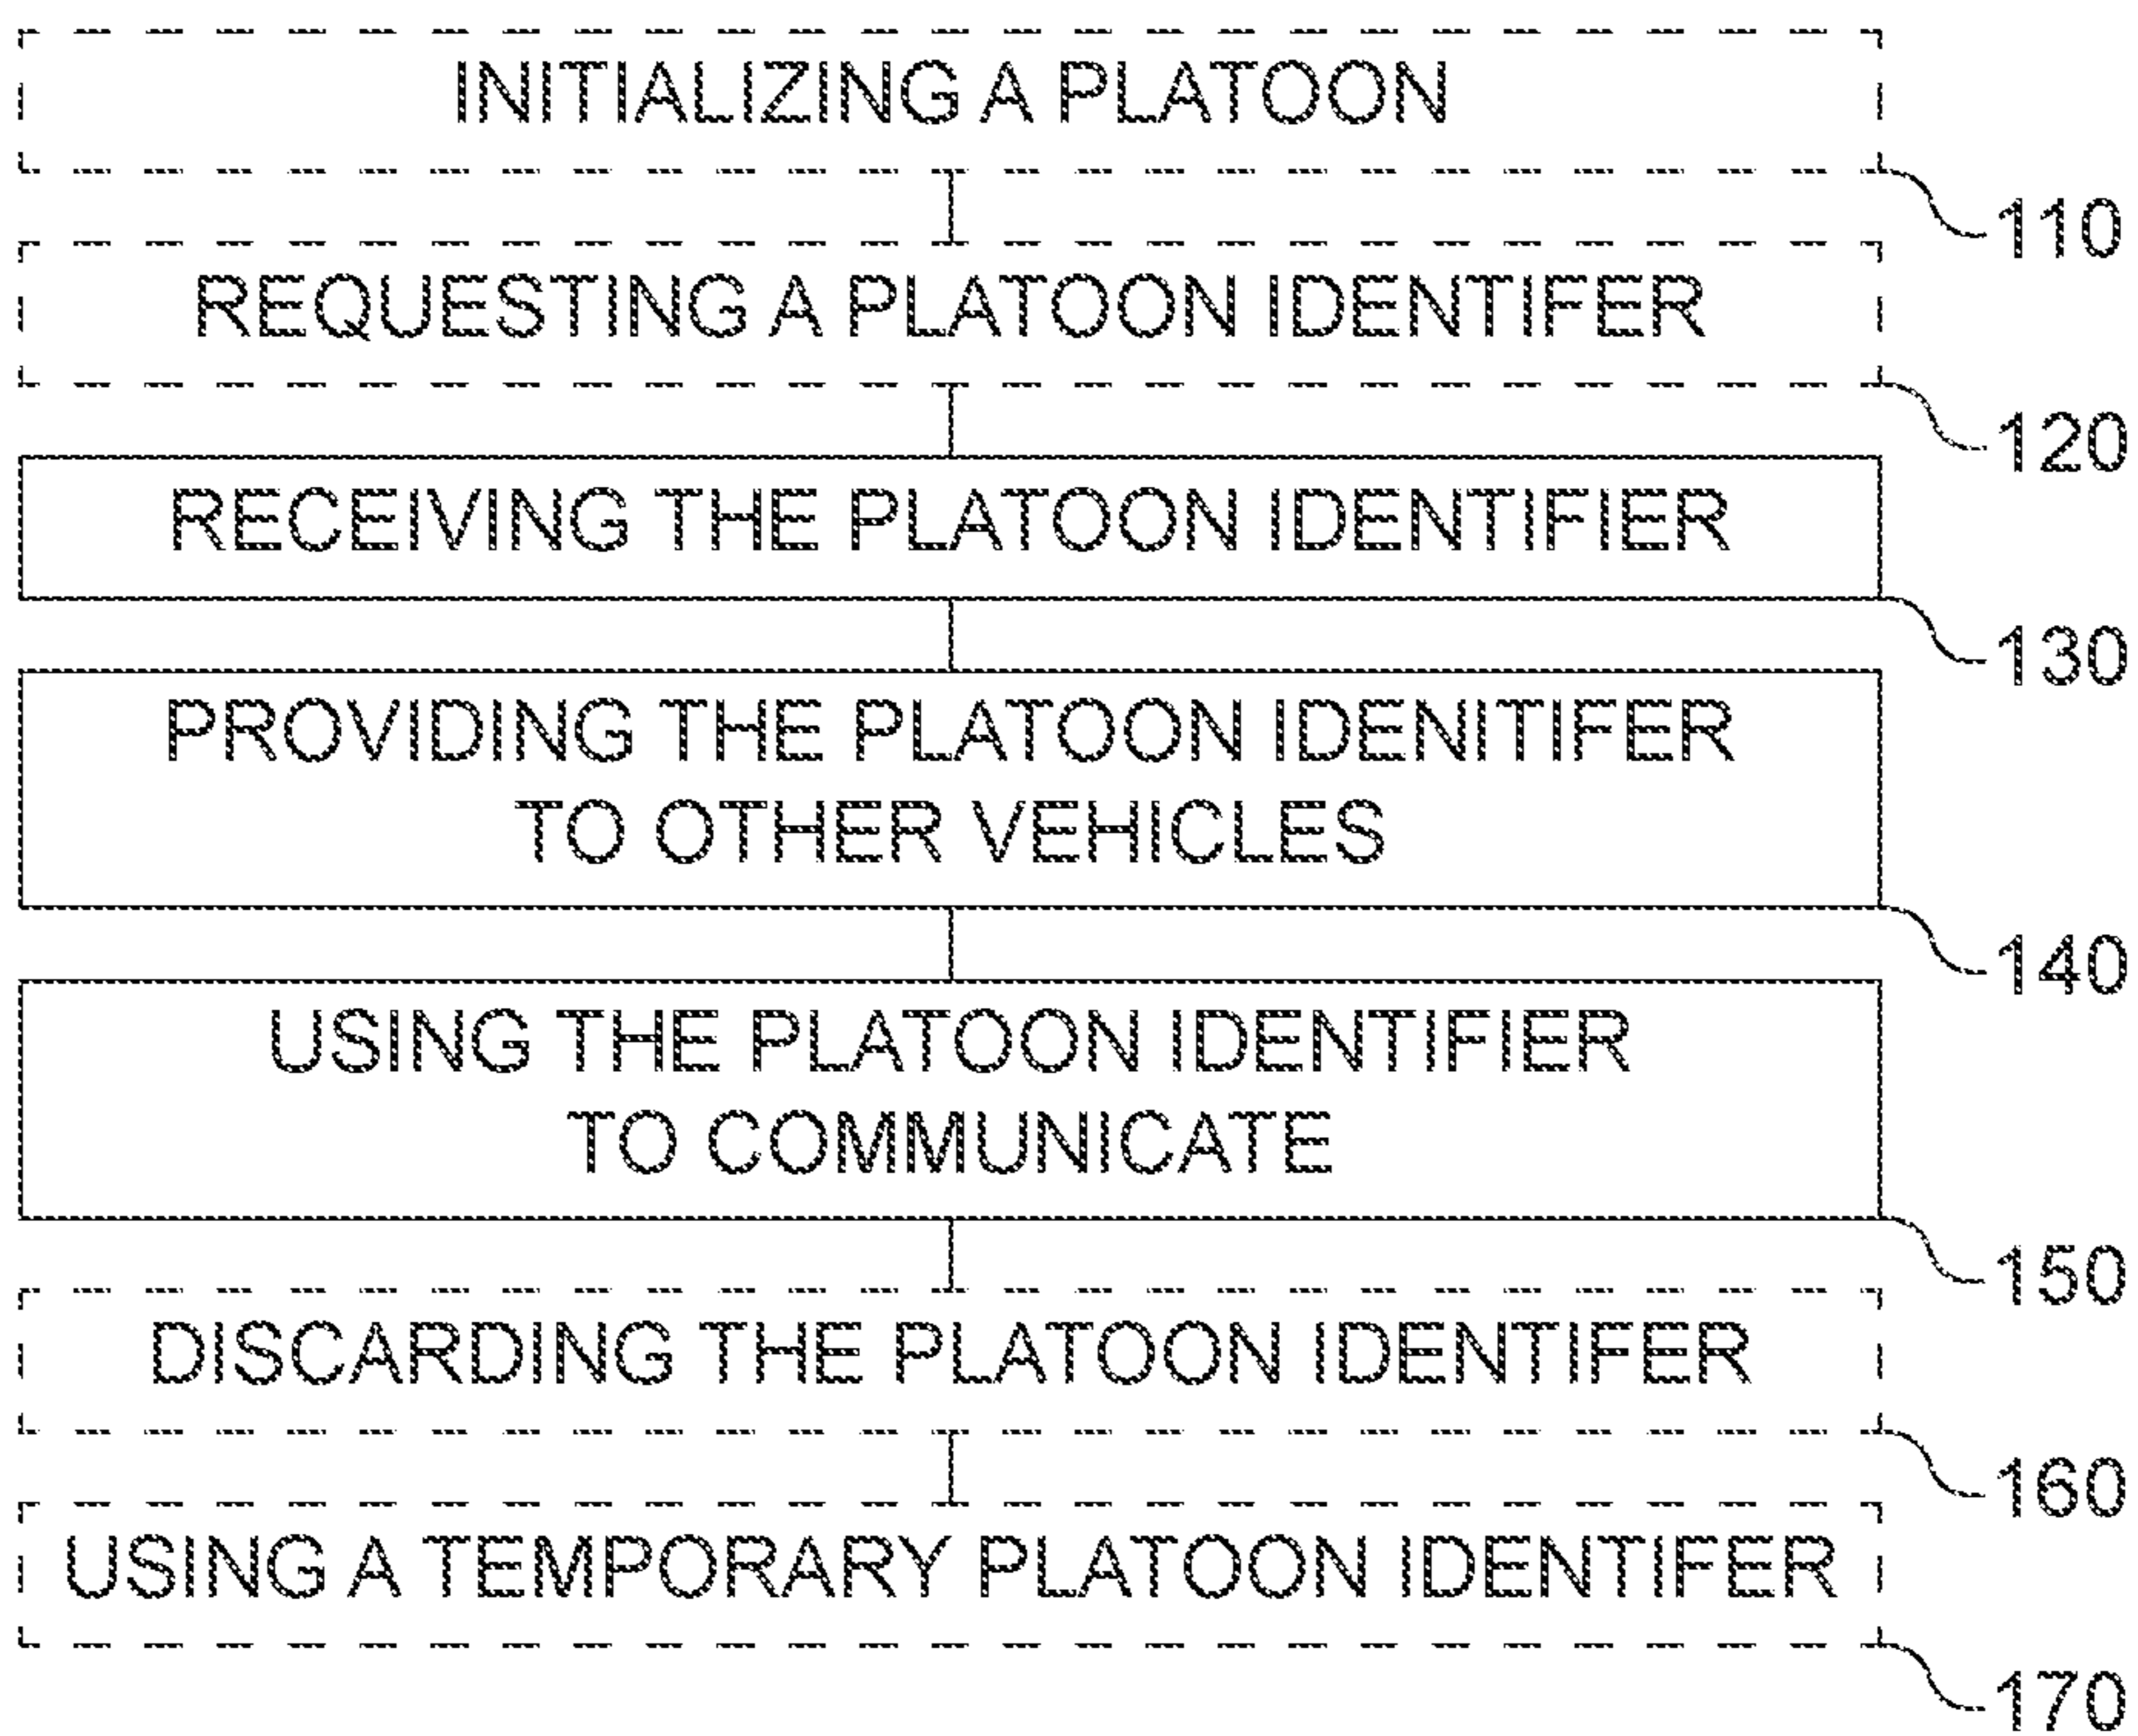 INITIALIZING A PLATOON
110
REQUESTING A PLATOON IDENTIFER
120
RECEIVING THE PLATOON IDENTIFIER
130
PROVIDING THE PLATOON IDENITIFER
TO OTHER VEHICLES
140
USING THE PLATOON IDENTIFIER
TO COMMUNICATE
150
DISCARDING THE PLATOON IDENTIFER
160
USING A TEMPORARY PLATOON IDENTIFER
170